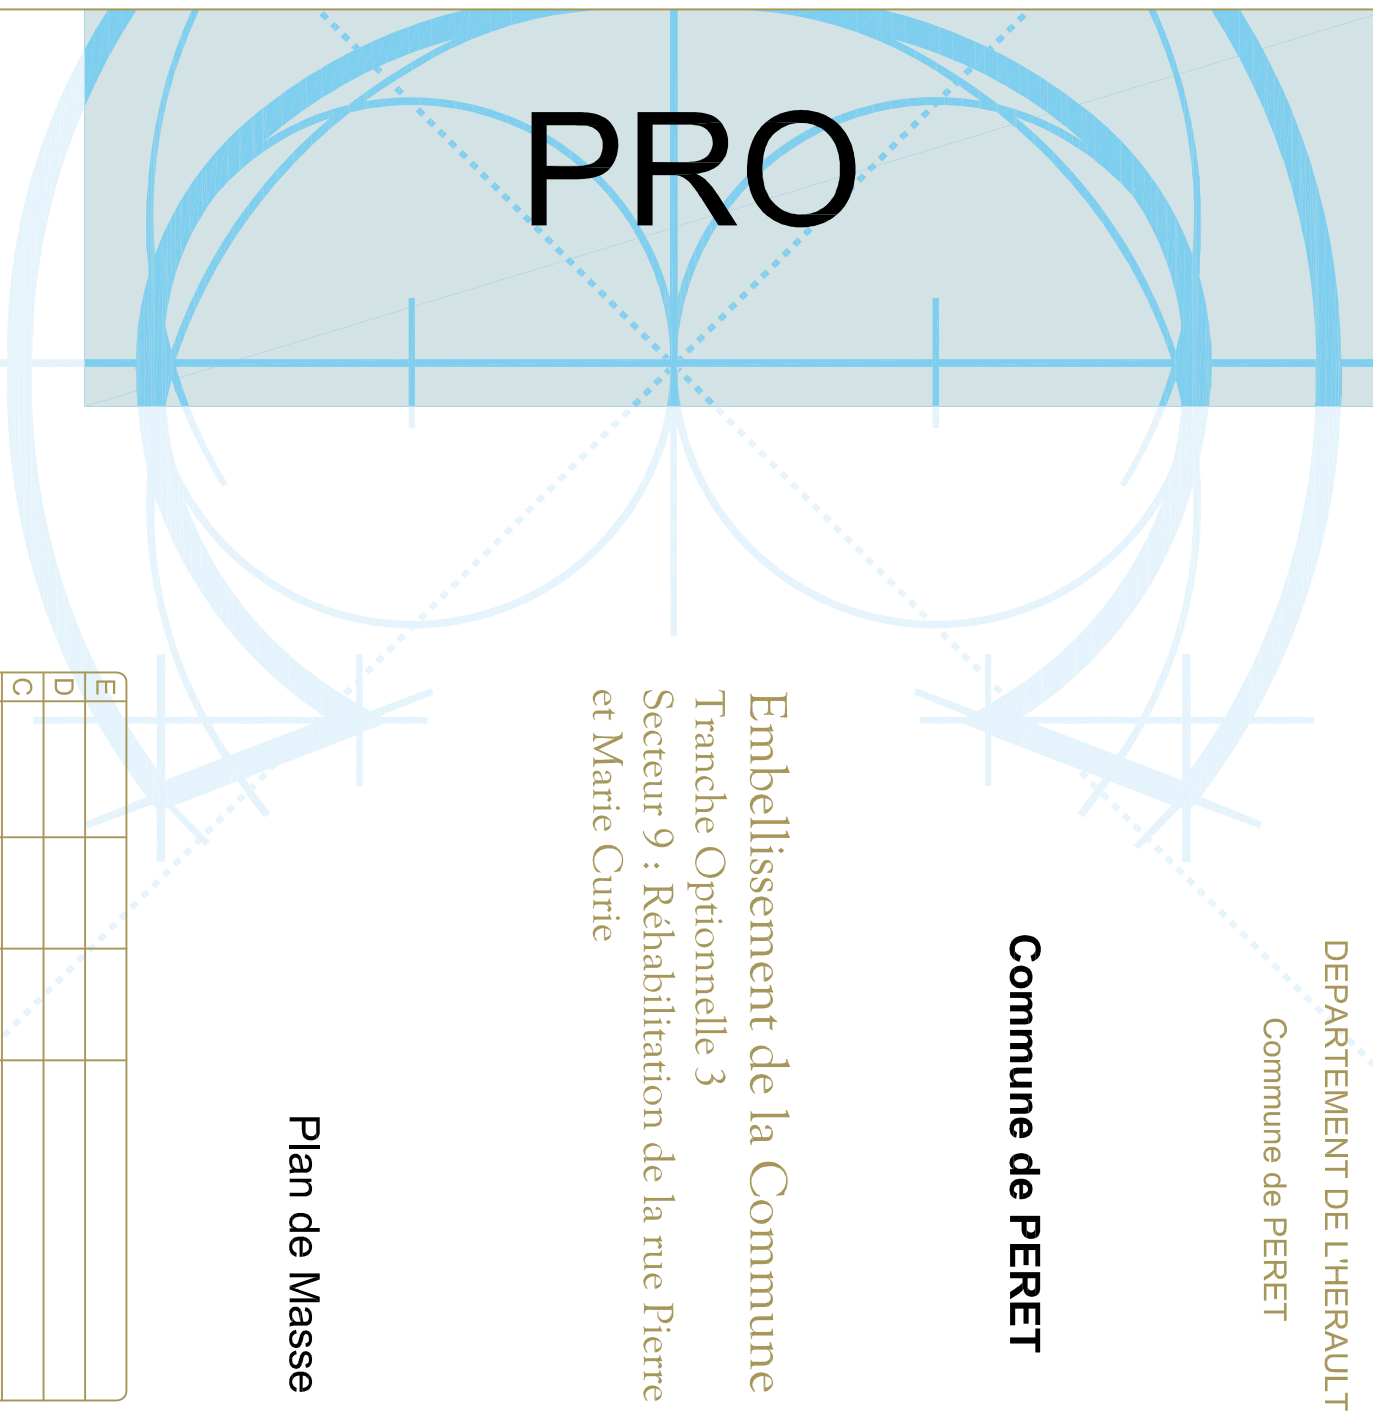 PRO
DEPARTEMENT DE L'HERAULT
Commune de PERET
Commune de PERET
Embellissement de la Commune
Tranche Optionnelle 3
Secteur 9 : Réhabilitation de la rue Pierre
et Marie Curie
Plan de Masse
E
D
C